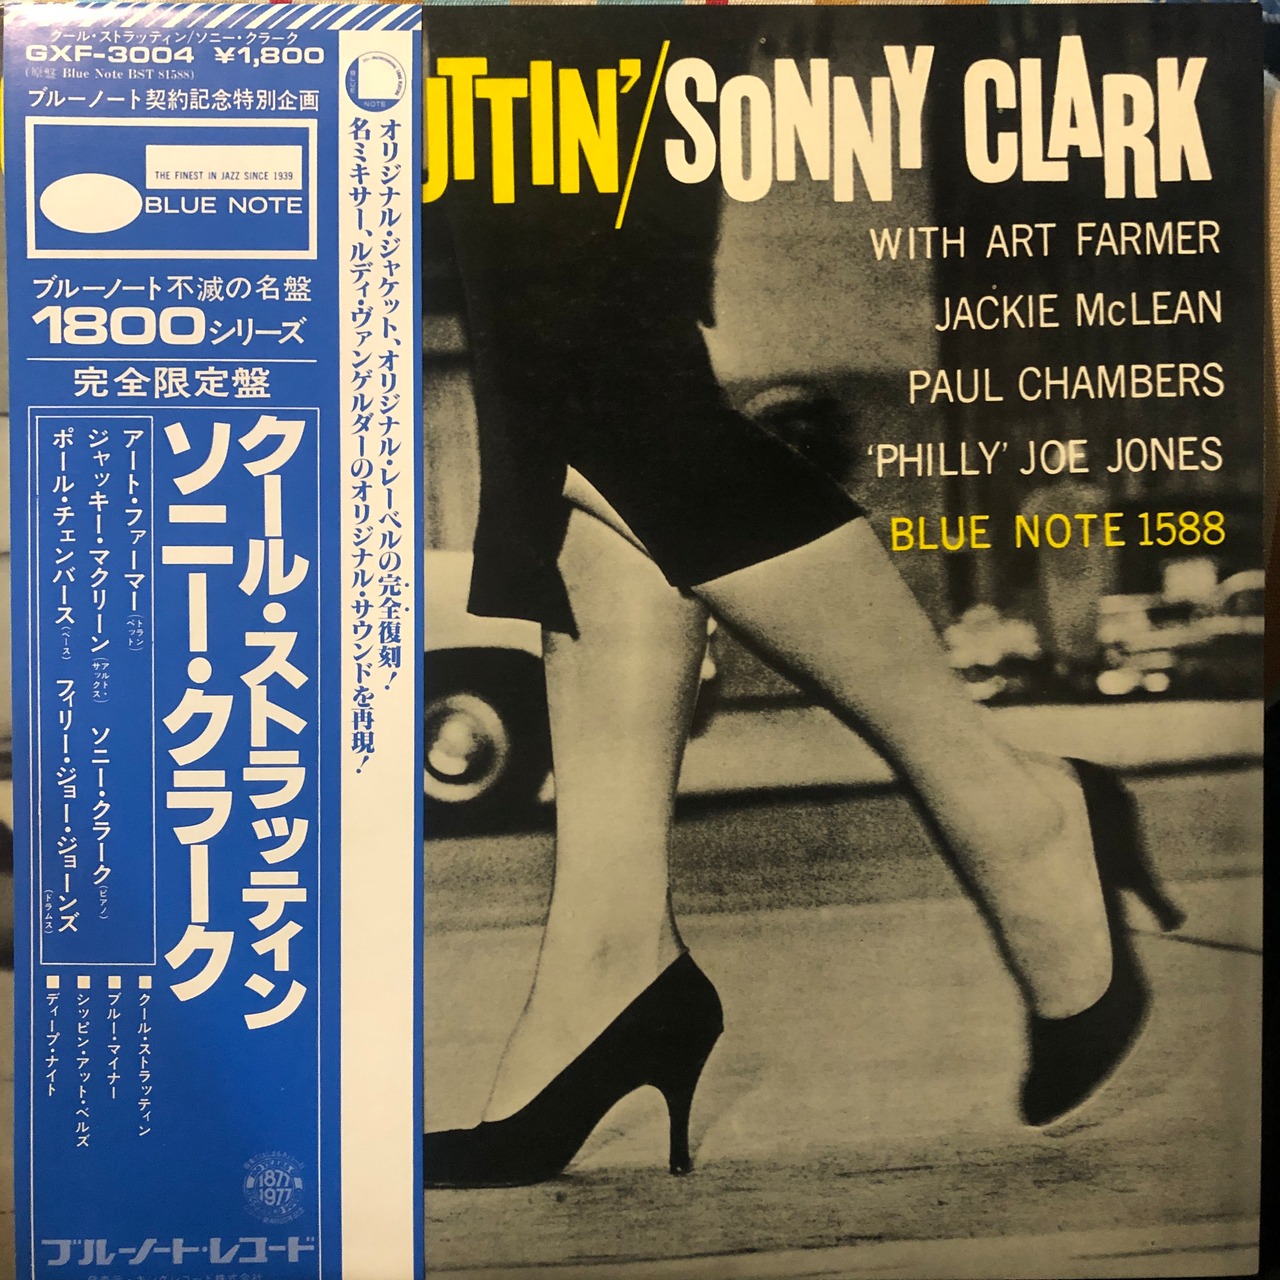 クール・ストラッティン/ソニー・クラーク
GXF-3004 ¥1,800
(原盤 Blue Note BST 81588)
ブルーノート契約記念特別企画
THE FINEST IN JAZZ SINCE 1939
BLUE NOTE
ブルーノート不滅の名盤
1800シリーズ
完全限定盤
クール・ストラッティン
ソニー・クラーク
アート・ファーマー(トランペット)
ジャッキー・マクリーン(アルト・サックス) ソニー・クラーク(ピアノ)
ポール・チェンバース(ベース) フィリー・ジョー・ジョーンズ(ドラムス)
■クール・ストラッティン
■ブルー・マイナー
■シッピン・アット・ベルズ
■ディープ・ナイト
1877
1977
ブルーノート・レコード
BLUE
NOTE
オリジナル・ジャケット、オリジナル・レーベルの完全復刻!
名ミキサー、ルディ・ヴァンゲルダーのオリジナル・サウンドを再現!
UTTIN'/SONNY CLARK
WITH ART FARMER
JACKIE McLEAN
PAUL CHAMBERS
'PHILLY' JOE JONES
BLUE NOTE 1588